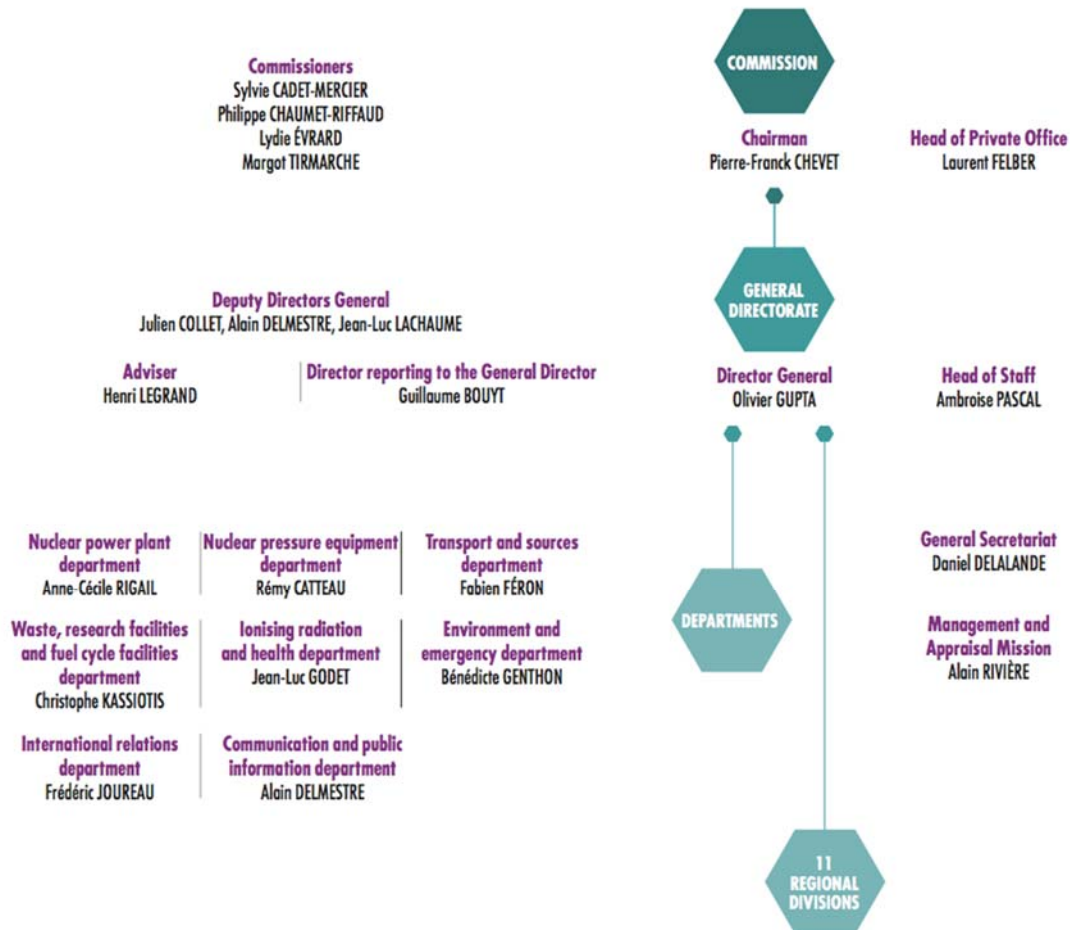 COMMISSION
Commissioners
Sylvie CADET-MERCIER
Philippe CHAUMET-RIFFAUD
Lydie ÉVRARD
Margot TIRMARCHE
Chairman
Pierre-Franck CHEVET
Head of Private Office
Laurent FELBER
GENERAL
DIRECTORATE
Deputy Directors General
Julien COLLET, Alain DELMESTRE, Jean-Luc LACHAUME
Adviser
Henri LEGRAND
Director reporting to the General Director
Guillaume BOUYT
Director General
Olivier GUPTA
Head of Staff
Ambroise PASCAL
Nuclear power plant
department
Anne-Cécile RIGAIL
Nuclear pressure equipment
department
Rémy CATTEAU
Transport and sources
department
Fabien FÉRON
General Secretariat
Daniel DELALANDE
DEPARTMENTS
Waste, research facilities
and fuel cycle facilities
department
Christophe KASSIOTIS
Ionising radiation
and health department
Jean-Luc GODET
Environment and
emergency department
Bénédicte GENTHON
Management and
Appraisal Mission
Alain RIVIÈRE
International relations
department
Frédéric JOUREAU
Communication and public
information department
Alain DELMESTRE
11
REGIONAL
DIVISIONS